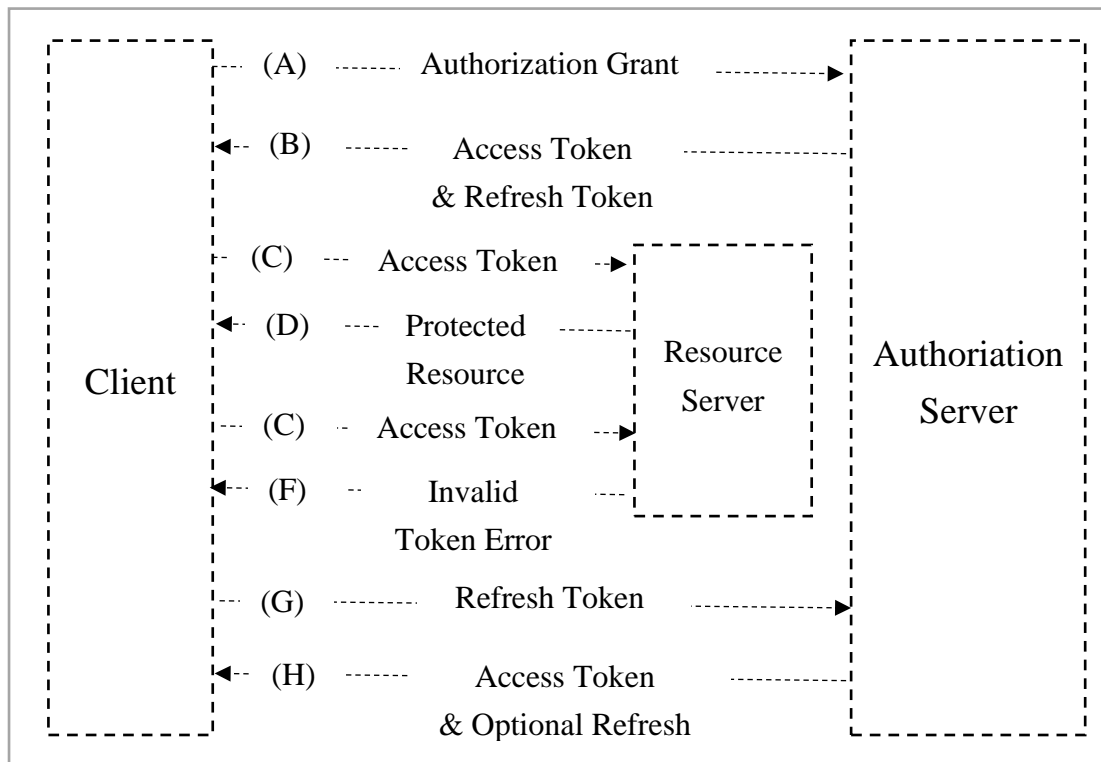 (A) Authorization Grant
(B) Access Token
& Refresh Token
(C) Access Token
(D) Protected
Resource
(C) Access Token
(F) Invalid
Token Error
(G) Refresh Token
(H) Access Token
& Optional Refresh
Client
Resource
Server
Authoriation
Server